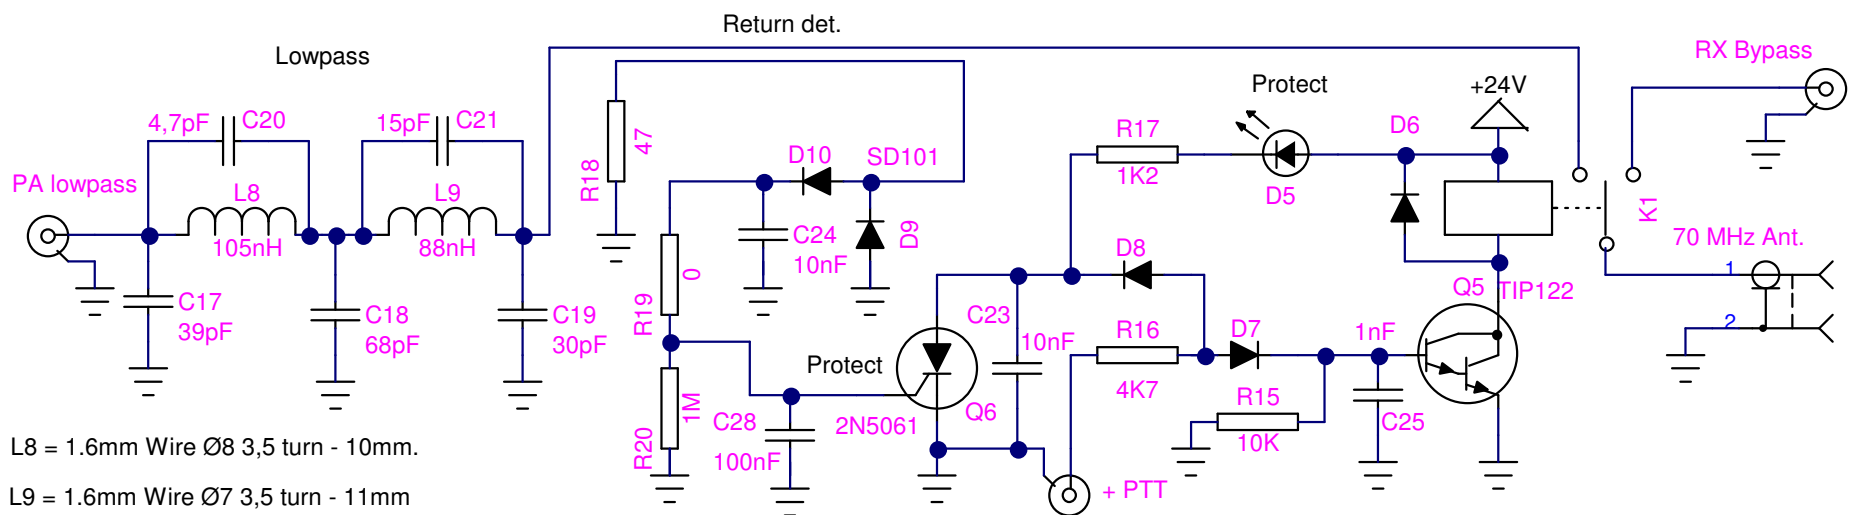 Return det.
Lowpass
RX Bypass
Protect
+24V
4,7pF
C20
15pF
C21
R17
D6
47
D10
SD101
1K2
PA lowpass
L8
L9
R18
D5
K1
105nH
88nH
C24
D9
70 MHz Ant.
10nF
D8
1
C17
0
Q5
TIP122
39pF
C18
C19
R19
C23
R16
D7
1nF
2
68pF
30pF
10nF
Protect
4K7
R15
1M
C28
2N5061
Q6
C25
10K
L8 = 1.6mm Wire Ø8 3,5 turn - 10mm.
R20
100nF
L9 = 1.6mm Wire Ø7 3,5 turn - 11mm
+ PTT